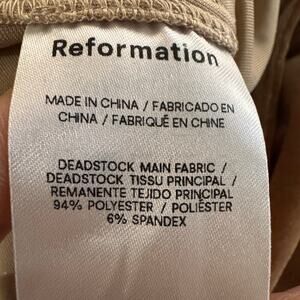 Reformation
MADE IN CHINA / FABRICADO EN
CHINA / FABRIQUÉ EN CHINE
DEADSTOCK MAIN FABRIC /
DEADSTOCK TISSU PRINCIPAL /
REMANENTE TEJIDO PRINCIPAL
94% POLYESTER / POLIÉSTER
6% SPANDEX